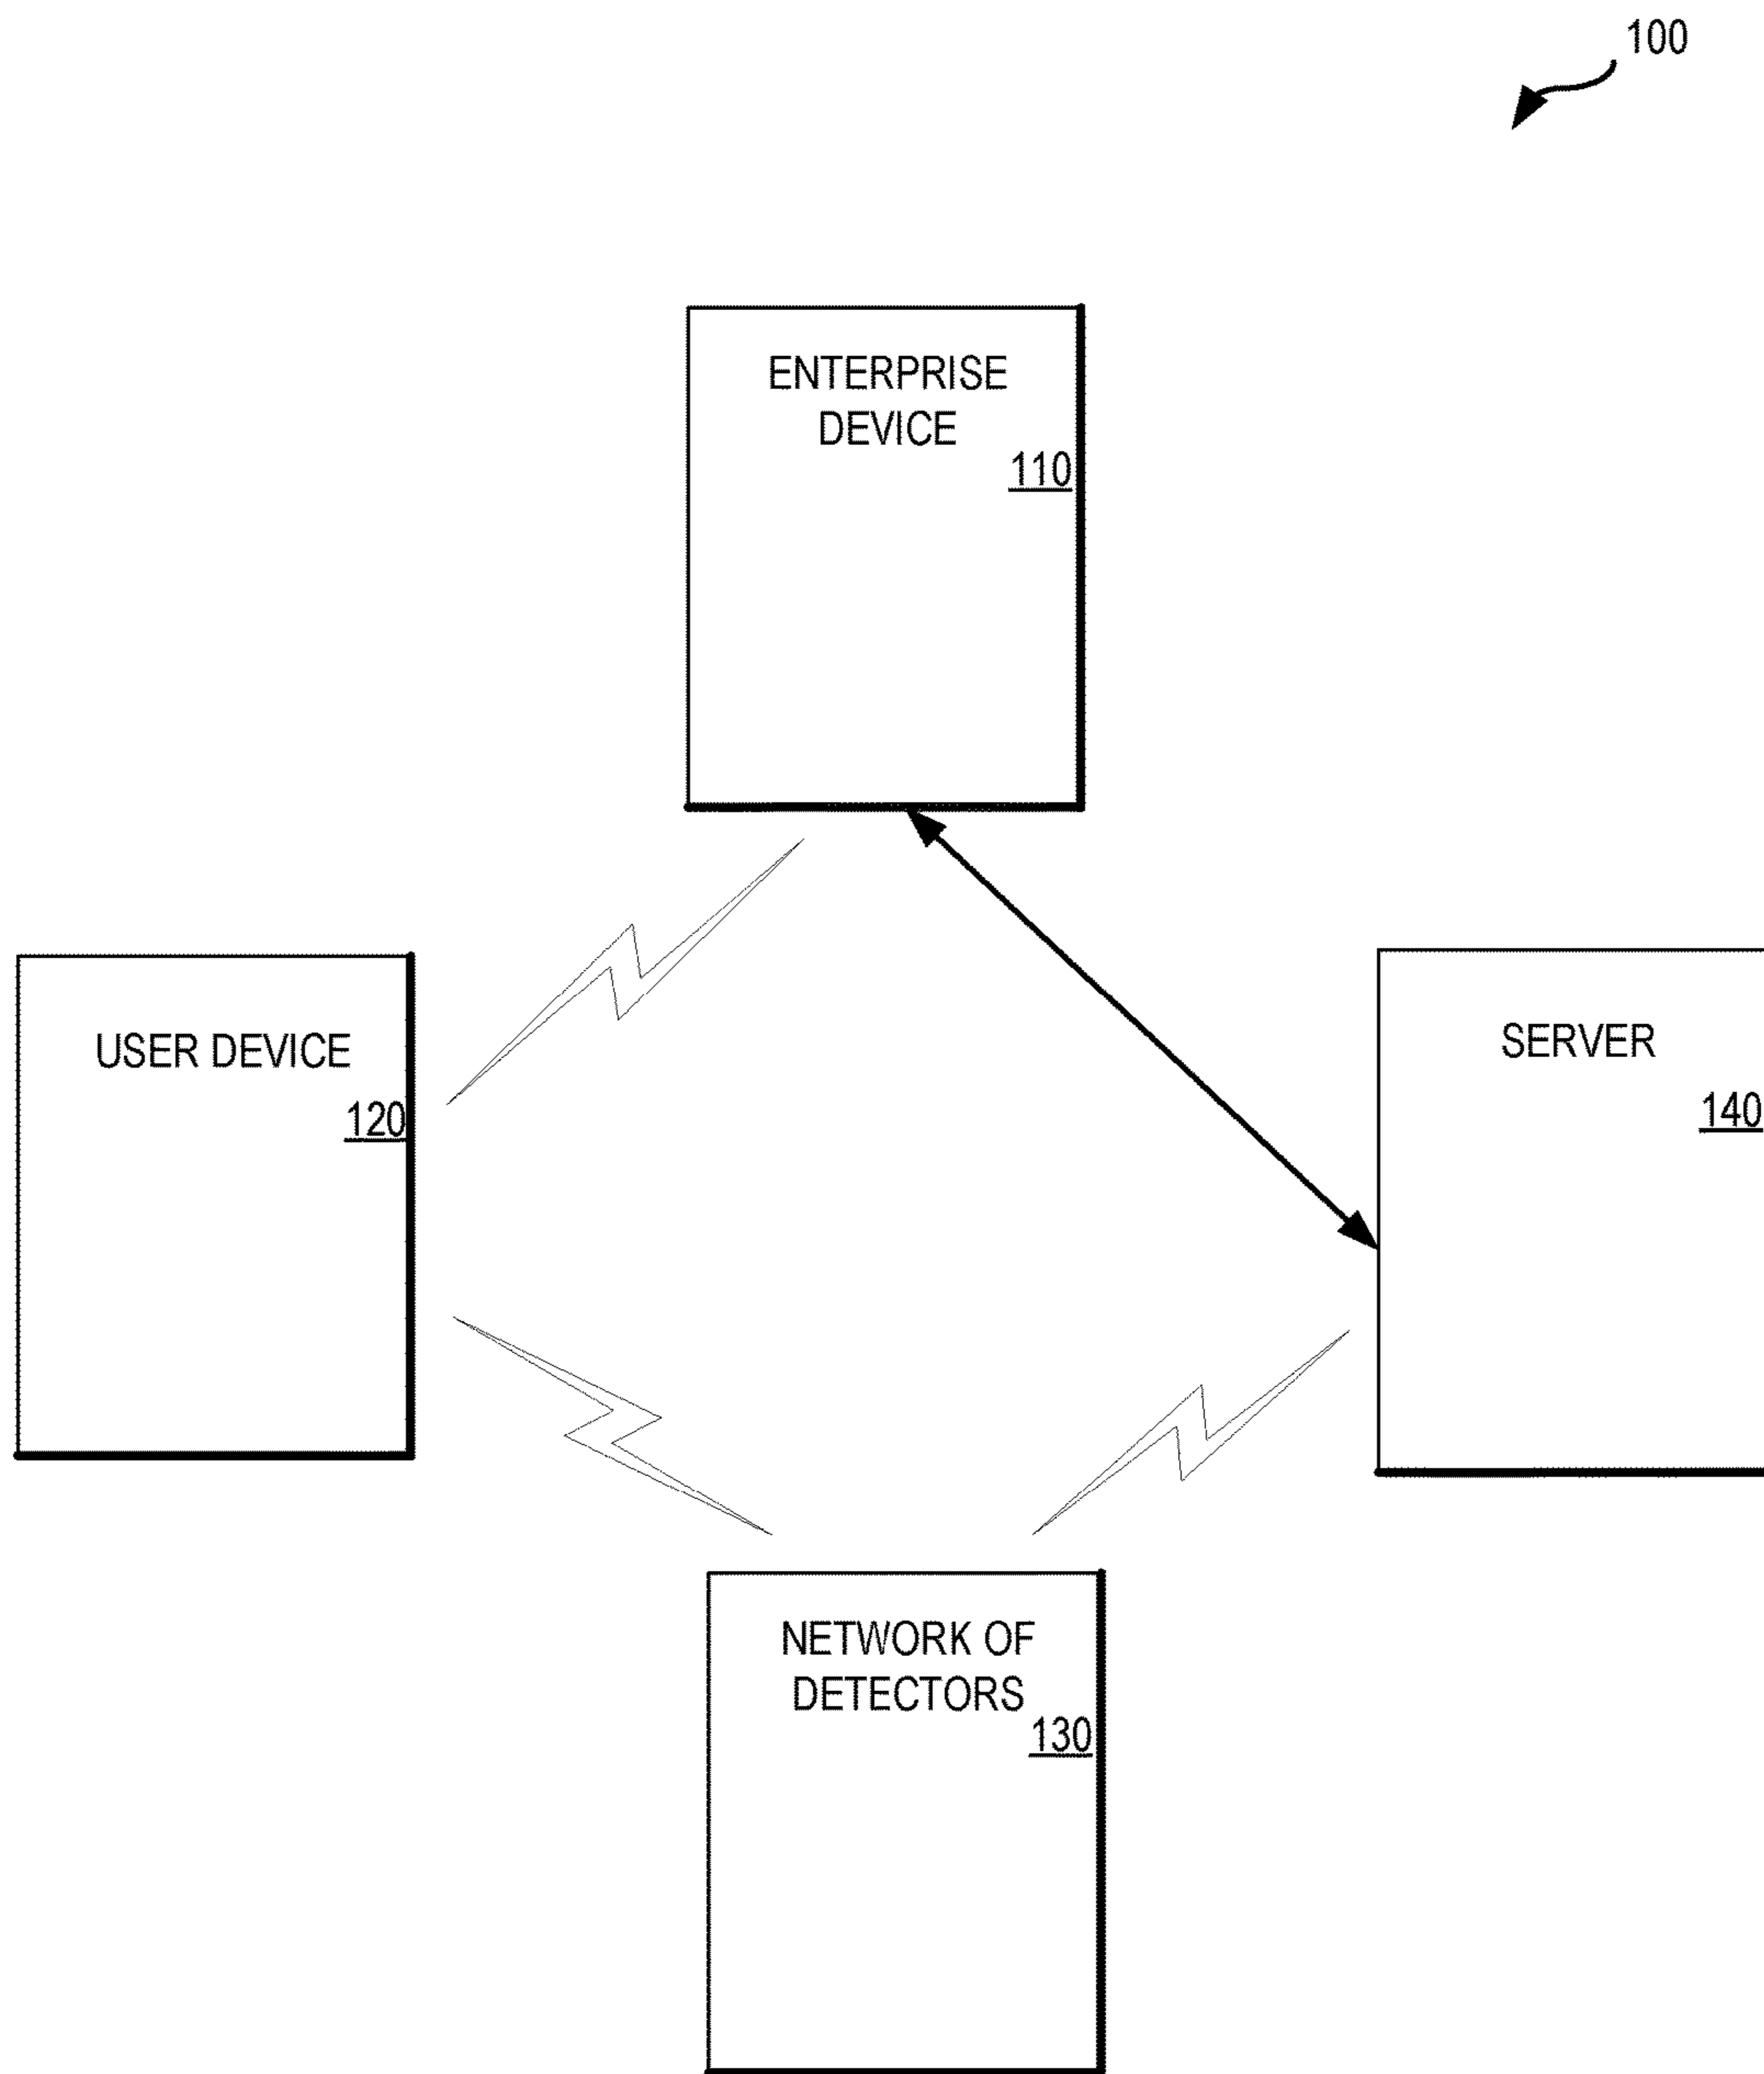 100
ENTERPRISE
DEVICE
110
USER DEVICE
120
SERVER
140
NETWORK OF
DETECTORS
130